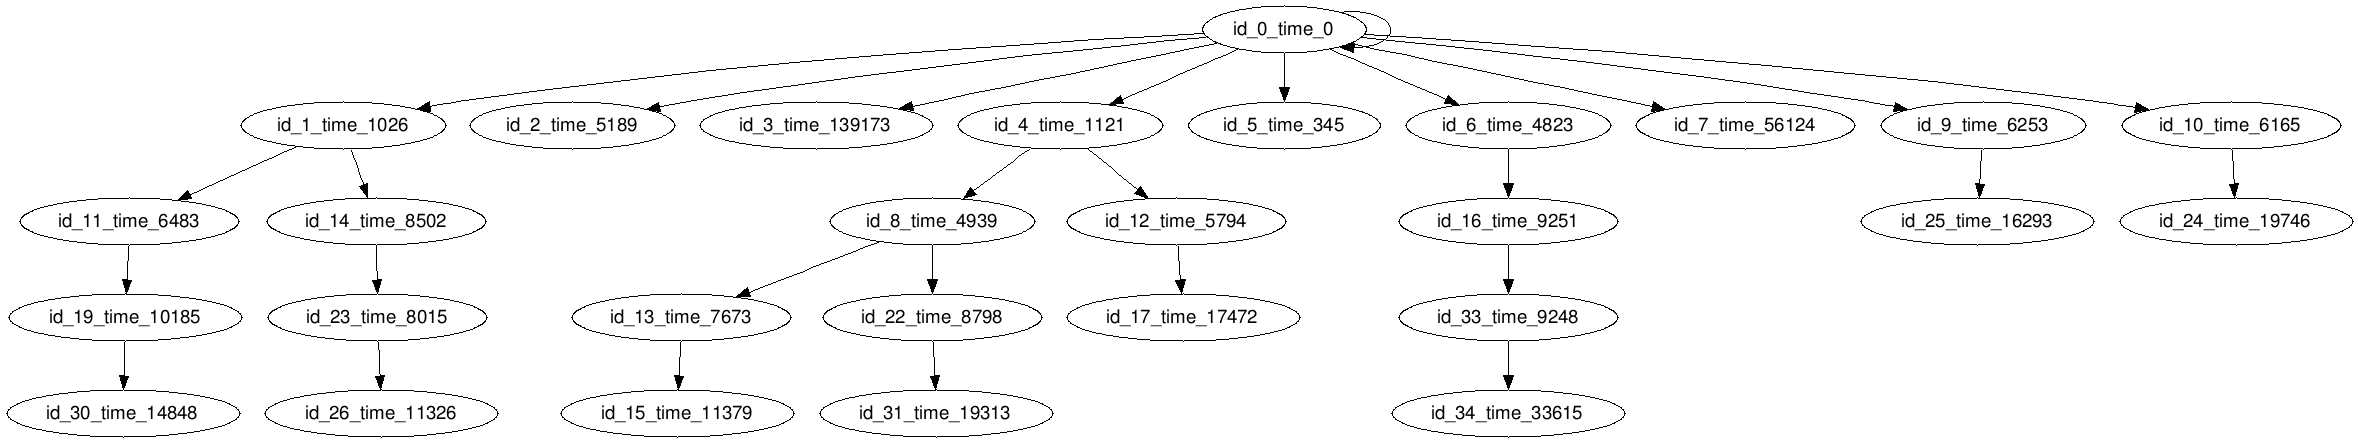 id_0_time_0
id_1_time_1026
id_2_time_5189
id_3_time_139173
id_4_time_1121
id_5_time_345
id_6_time_4823
id_7_time_56124
id_9_time_6253
id_10_time_6165
id_11_time_6483
id_14_time_8502
id_8_time_4939
id_12_time_5794
id_16_time_9251
id_25_time_16293
id_24_time_19746
id_19_time_10185
id_23_time_8015
id_13_time_7673
id_22_time_8798
id_17_time_17472
id_33_time_9248
id_30_time_14848
id_26_time_11326
id_15_time_11379
id_31_time_19313
id_34_time_33615